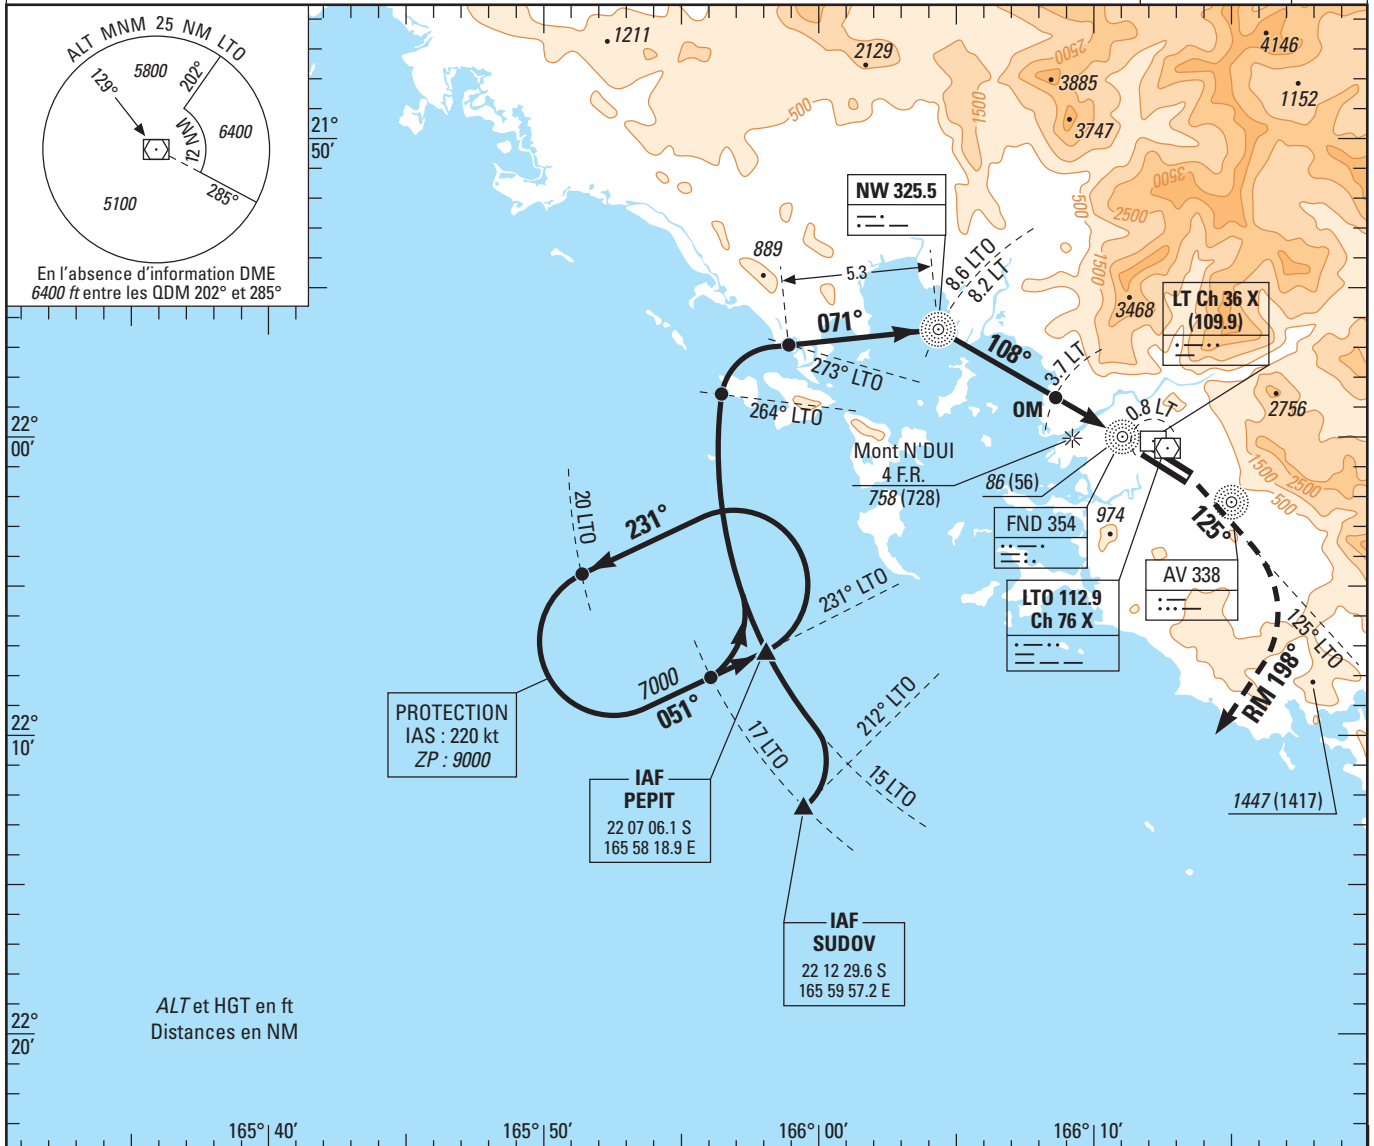 ALT MNM 25 NM LTO
5800
202°
129°
6400
12 NM
285°
5100
En l'absence d'information DME
6400 ft entre les QDM 202° et 285°
1211
2129
4146
3885
1152
3747
500
1500
2500
21°
50'
3500
2500
500
1500
NW 325.5
889
5.3
8.6 LTO
8.2 LT
3468
LT Ch 36 X
(109.9)
071°
108°
3.7 LT
273° LTO
264° LTO
OM
0.8 LT
2756
22°
00'
Mont N'DUI
4 F.R.
758 (728)
86 (56)
1500
2500
500
20 LTO
231°
FND 354
974
125°
AV 338
231° LTO
LTO 112.9
Ch 76 X
125° LTO
7000
051°
RM 198°
212° LTO
PROTECTION
IAS : 220 kt
ZP : 9000
17 LTO
15 LTO
22°
10'
IAF
PEPIT
22 07 06.1 S
165 58 18.9 E
1447 (1417)
IAF
SUDOV
22 12 29.6 S
165 59 57.2 E
ALT et HGT en ft
Distances en NM
22°
20'
165° 40'
165° 50'
166° 00'
166° 10'